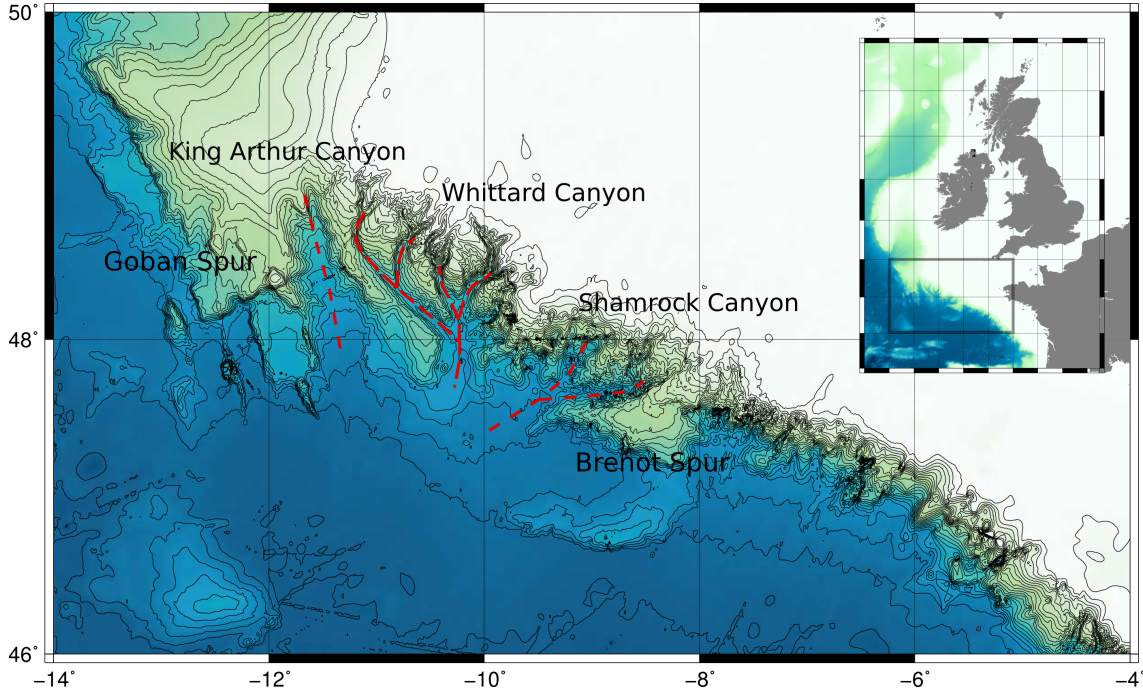 50°
King Arthur Canyon
Whittard Canyon
Goban Spur
Shamrock Canyon
48°
Brenot Spur
46°
−14° −12° −10° −8° −6° −4°